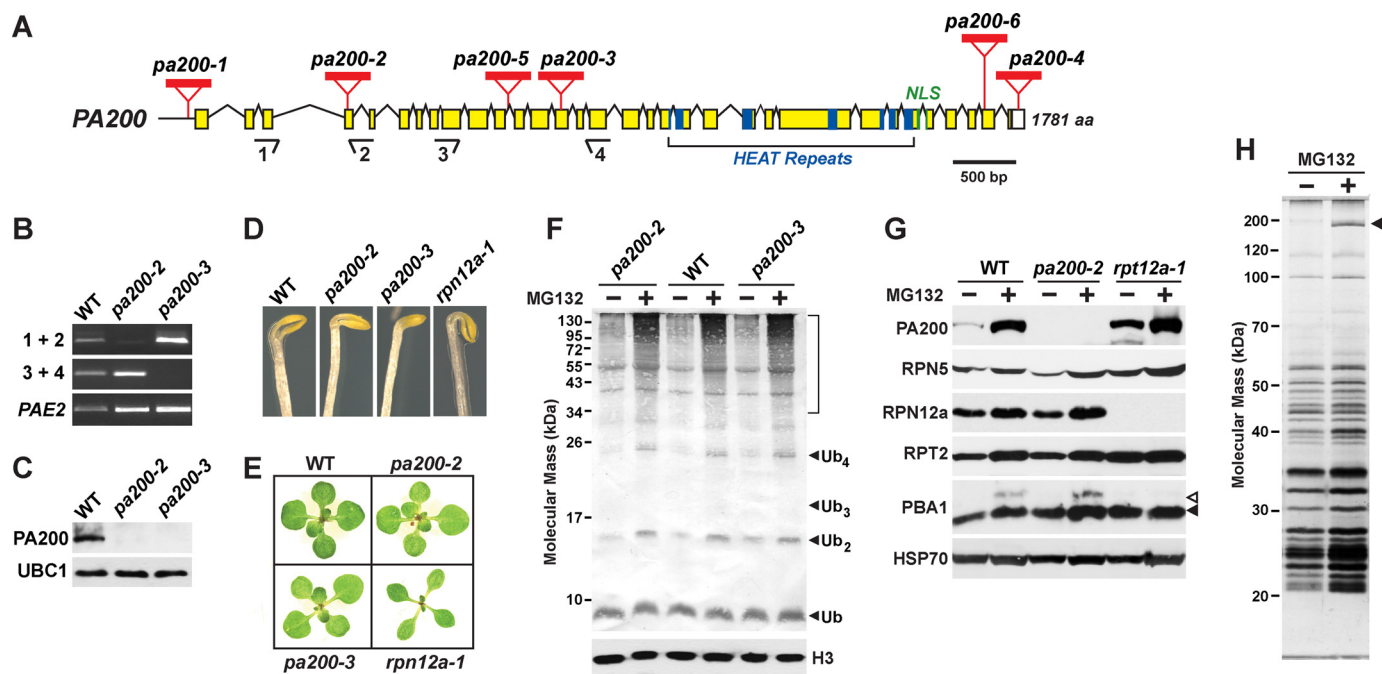 A
pa200-1
pa200-2
pa200-5
pa200-3
pa200-6
pa200-4
NLS
PA200
1781 aa
1
2
3
4
HEAT Repeats
500 bp
B
WT
pa200-2
pa200-3
1 + 2
3 + 4
PAE2
C
WT
pa200-2
pa200-3
PA200
UBC1
D
WT
pa200-2
pa200-3
rpn12a-1
E
WT
pa200-2
pa200-3
rpn12a-1
F
pa200-2
WT
pa200-3
MG132
− + − + − +
Molecular Mass (kDa)
130
95
72
55
43
34
26
17
10
Ub4
Ub3
Ub2
Ub
H3
G
WT
pa200-2
rpt12a-1
MG132
− + − + − +
PA200
RPN5
RPN12a
RPT2
PBA1
HSP70
H
MG132
− +
Molecular Mass (kDa)
200
120
100
70
50
40
30
20